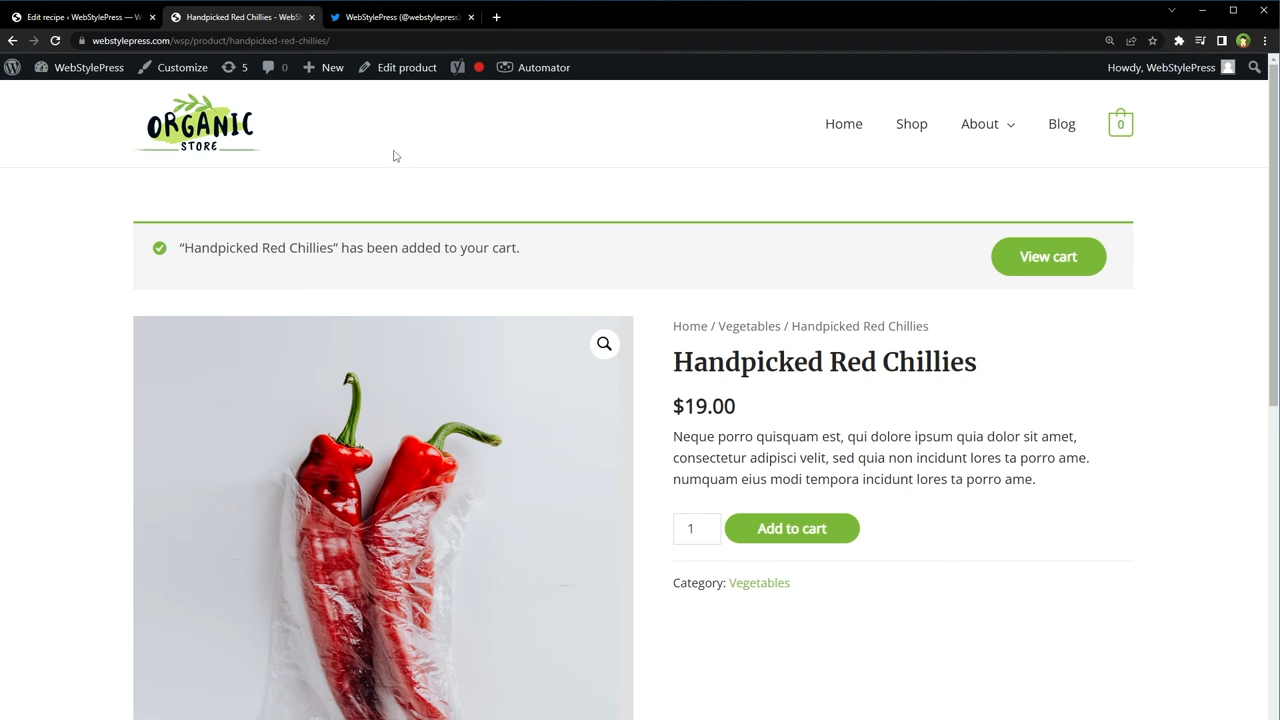 Edit recipe ‹ WebStylePress — W
Handpicked Red Chillies - WebSt
WebStylePress (@webstylepress)
webstylepress.com/wsp/product/handpicked-red-chillies/
WebStylePress
Customize
5
0
New
Edit product
Automator
Howdy, WebStylePress
ORGANIC
STORE
Home
Shop
About
Blog
0
“Handpicked Red Chillies” has been added to your cart.
View cart
Home / Vegetables / Handpicked Red Chillies
Handpicked Red Chillies
$19.00
Neque porro quisquam est, qui dolore ipsum quia dolor sit amet,
consectetur adipisci velit, sed quia non incidunt lores ta porro ame.
numquam eius modi tempora incidunt lores ta porro ame.
1
Add to cart
Category: Vegetables